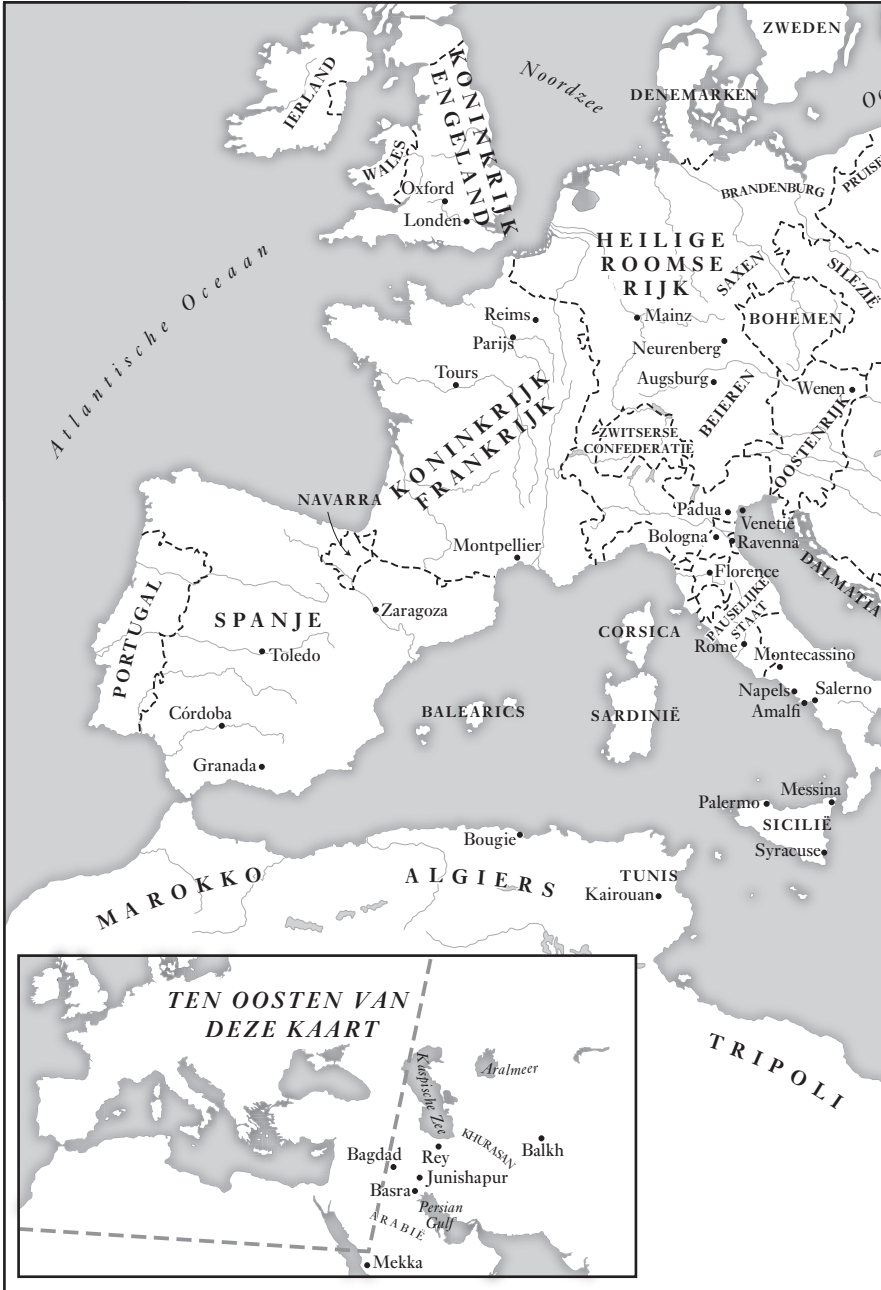 ZWEDEN
Noordzee
DENEMARKEN
IERLAND
KONINKRIJK
ENGELAND
WALES
Oxford
Londen
BRANDENBURG
HEILIGE
ROOMSE
RIJK
SAXEN
SILEZIË
Atlantische Oceaan
Reims
Parijs
Mainz
BOHEMEN
Neurenberg
Tours
Augsburg
Wenen
BEIEREN
OOSTENRIJK
KONINKRIJK
FRANKRIJK
ZWITSERSE
CONFEDERATIE
NAVARRA
Padua
Venetië
Bologna
Ravenna
Montpellier
Florence
DALMATIA
PORTUGAL
SPANJE
Zaragoza
PAUSELIJKE
STAAT
CORSICA
Rome
Toledo
Montecassino
Napels
Salerno
Amalfi
Córdoba
BALEARICS
SARDINIË
Granada
Palermo
Messina
SICILIË
Bougie
Syracuse
MAROKKO
ALGIERS
TUNIS
Kairouan
TRIPOLI
TEN OOSTEN VAN
DEZE KAART
Kaspische Zee
Aralmeer
KHURASAN
Balkh
Bagdad
Rey
Junishapur
Basra
Persian
Gulf
ARABIË
Mekka